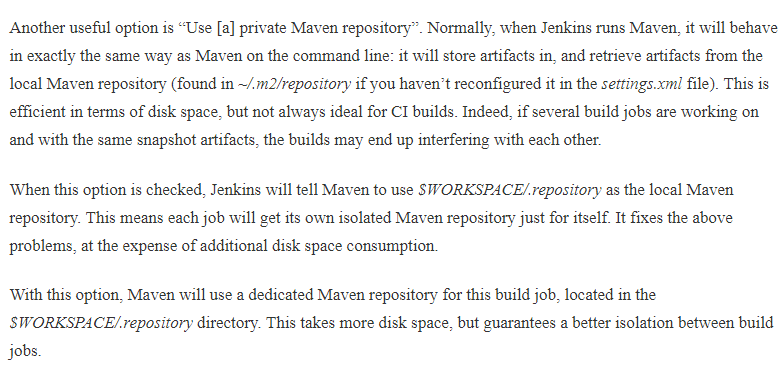 Another useful option is “Use [a] private Maven repository”. Normally, when Jenkins runs Maven, it will behave
in exactly the same way as Maven on the command line: it will store artifacts in, and retrieve artifacts from the
local Maven repository (found in ~/.m2/repository if you haven’t reconfigured it in the settings.xml file). This is
efficient in terms of disk space, but not always ideal for CI builds. Indeed, if several build jobs are working on
and with the same snapshot artifacts, the builds may end up interfering with each other.
When this option is checked, Jenkins will tell Maven to use $WORKSPACE/.repository as the local Maven
repository. This means each job will get its own isolated Maven repository just for itself. It fixes the above
problems, at the expense of additional disk space consumption.
With this option, Maven will use a dedicated Maven repository for this build job, located in the
$WORKSPACE/.repository directory. This takes more disk space, but guarantees a better isolation between build
jobs.